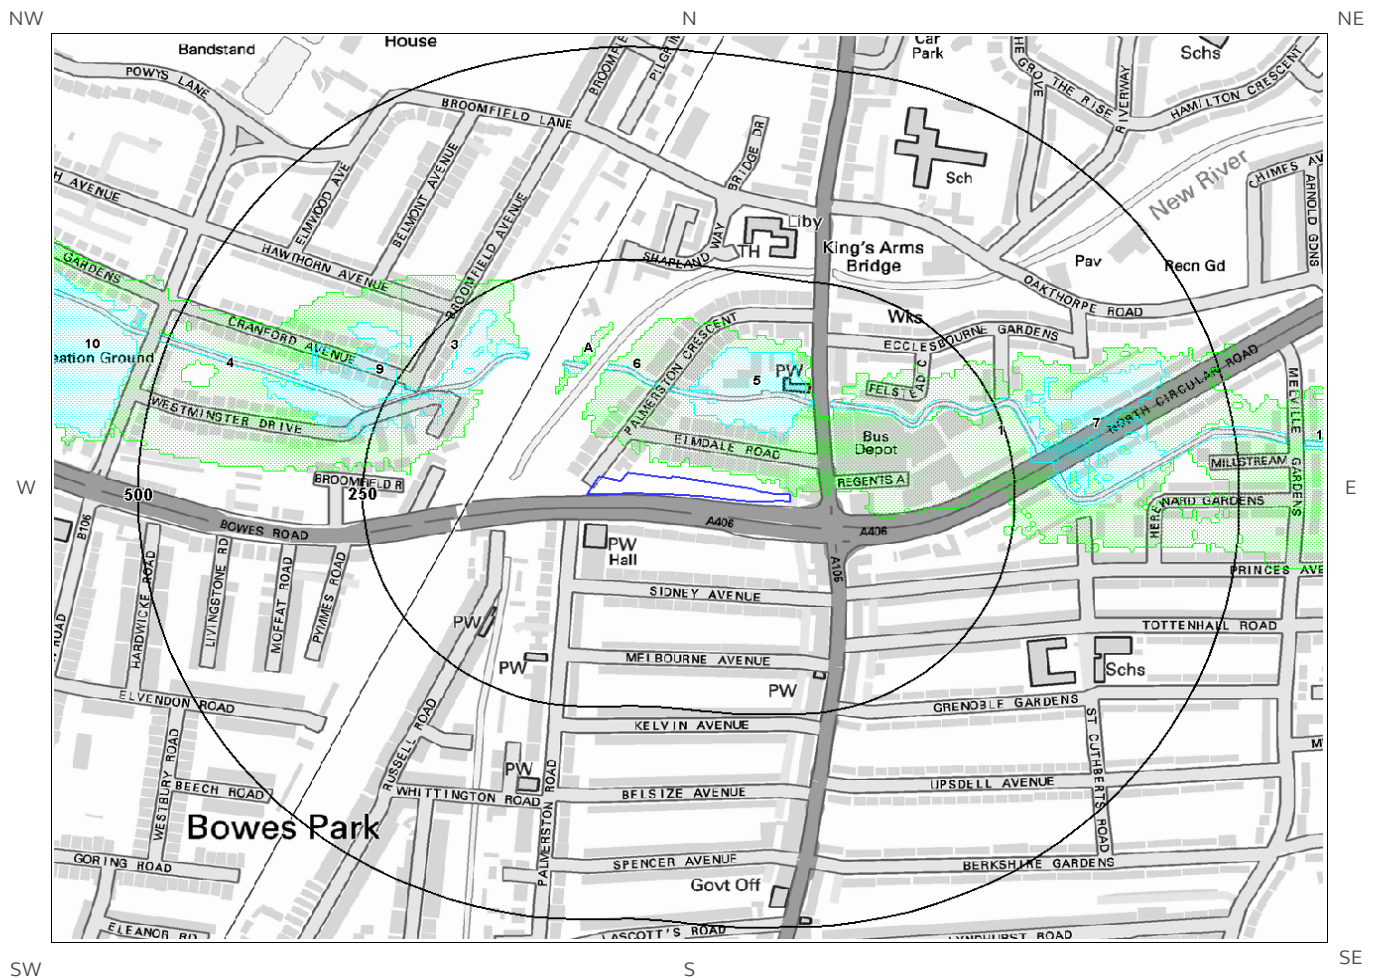 NW
N
NE
Bandstand
House
Car
Park
Schs
POWYS LANE
BROOMFIELD LANE
THE RISE
GROVE
RIVERWAY
HAMILTON CRESCENT
BRIDGE DR
Sch
New River
CHIMES AV
ARNOLD GDNS
H AVENUE
ELMWOOD AVE
BELMONT AVENUE
BROOMFIELD AVENUE
HAWTHORN AVENUE
Liby
TH
SHAPLAND WAY
King's Arms
Bridge
Pav
Recn Gd
GARDENS
OAKTHORPE ROAD
Wks
ECCLESBOURNE GARDENS
CRANFORD AVENUE
PALMERSTON CRESCENT
10
eation Ground
4
9
3
A
6
5
PW
FELSTEAD C
NORTH CIRCULAR ROAD
7
1
MELVILLE GARDENS
WESTMINSTER DRIVE
ELMDALE ROAD
Bus
Depot
1
MILLSTREAM
BROOMFIELD R
REGENTS A
W
500
250
E
HEREWARD GARDENS
B106
BOWES ROAD
A406
A406
A106
PW
Hall
PRINCES AVE
HARDWICKE ROAD
LIVINGSTONE RD
MOFFAT ROAD
PYMMES ROAD
SIDNEY AVENUE
ROAD
PW
TOTTENHALL ROAD
PW
MELBOURNE AVENUE
PW
Schs
ELVENDON ROAD
RUSSELL ROAD
KELVIN AVENUE
GRENOBLE GARDENS
ST CUTHBERTS ROAD
WESTBURY ROAD
PW
BEECH ROAD
WHITTINGTON ROAD
PALMERSTON ROAD
BELSIZE AVENUE
UPSDELL AVENUE
Bowes Park
GORING ROAD
SPENCER AVENUE
BERKSHIRE GARDENS
Govt Off
ELEANOR RD
LASCOTT'S ROAD
LYNDHURST ROAD
SW
S
SE